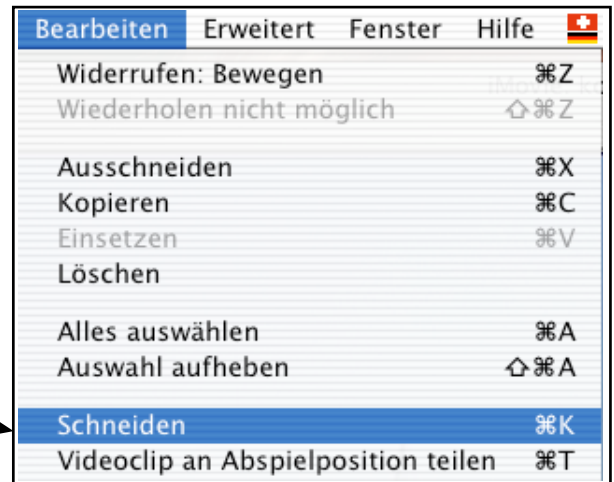 Bearbeiten Erweitert Fenster Hilfe
Widerrufen: Bewegen ⌘Z
Wiederholen nicht möglich ⇧⌘Z
Ausschneiden ⌘X
Kopieren ⌘C
Einsetzen ⌘V
Löschen
Alles auswählen ⌘A
Auswahl aufheben ⇧⌘A
Schneiden ⌘K
Videoclip an Abspielposition teilen ⌘T